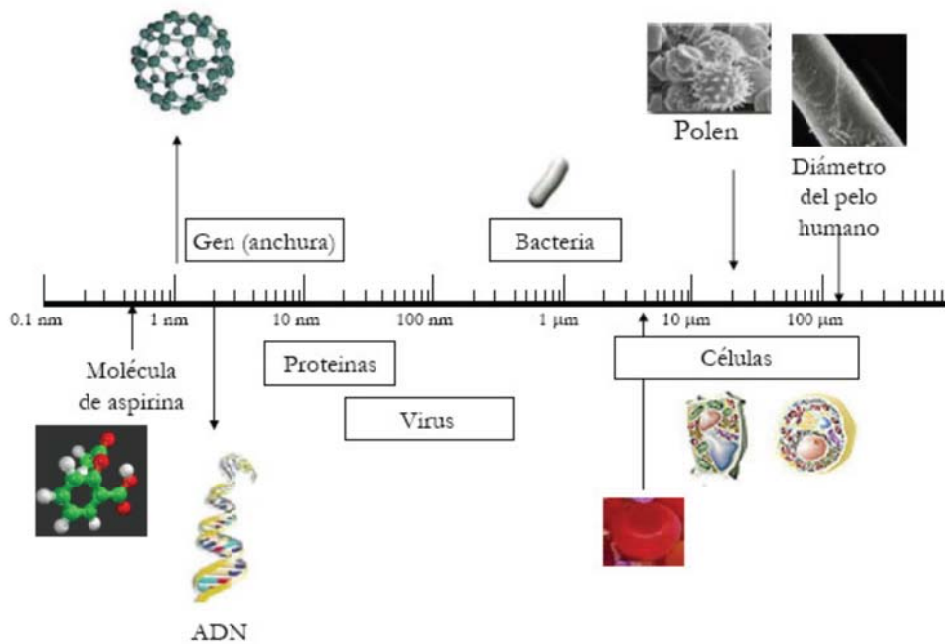 Polen
Diámetro
del pelo
humano
Gen (anchura)
Bacteria
0.1 nm
1 nm
10 nm
100 nm
1 µm
10 µm
100 µm
Molécula
de aspirina
Proteinas
Virus
Células
ADN